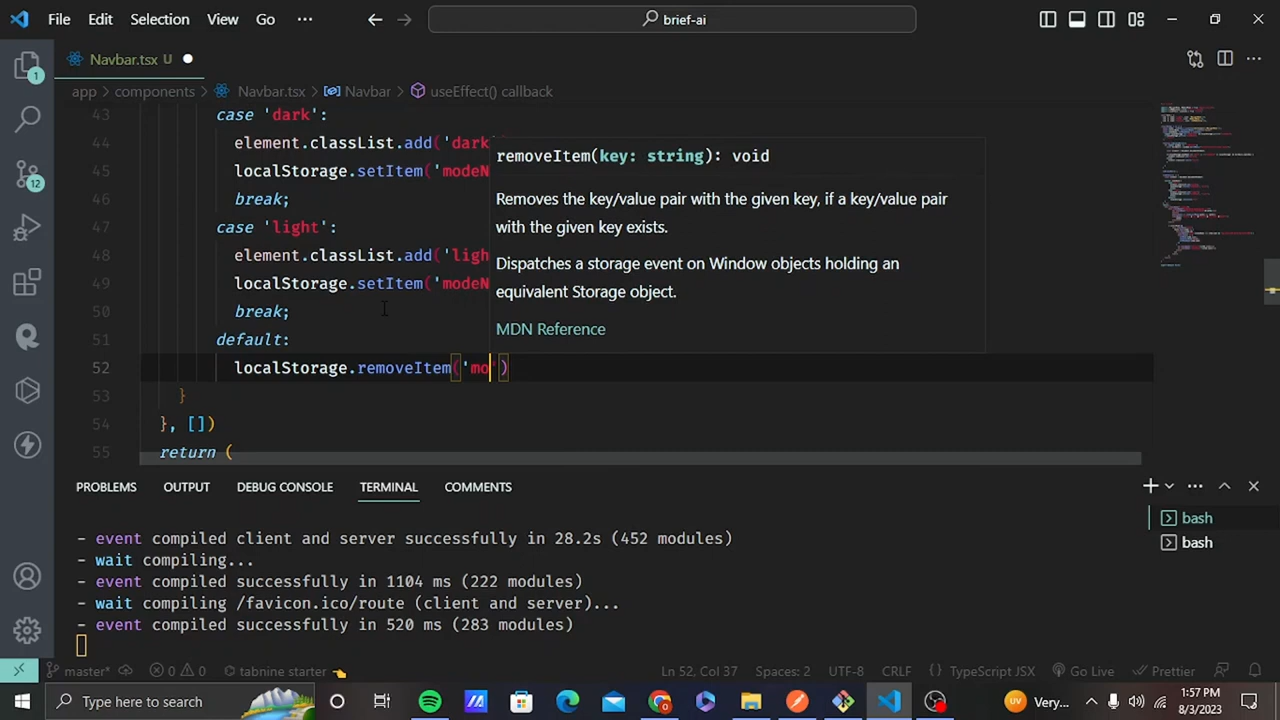 File Edit Selection View Go ··· brief-ai
Navbar.tsx U
app > components > Navbar.tsx > Navbar > useEffect() callback
43 case 'dark':
44 element.classList.add('dark
45 localStorage.setItem('modeN
46 break;
47 case 'light':
48 element.classList.add('ligh
49 localStorage.setItem('modeN
50 break;
51 default:
52 localStorage.removeItem('mo')
53 }
54 }, [])
55 return (
removeItem(key: string): void
Removes the key/value pair with the given key, if a key/value pair
with the given key exists.
Dispatches a storage event on Window objects holding an
equivalent Storage object.
MDN Reference
1
12
PROBLEMS OUTPUT DEBUG CONSOLE TERMINAL COMMENTS
- event compiled client and server successfully in 28.2s (452 modules)
- wait compiling...
- event compiled successfully in 1104 ms (222 modules)
- wait compiling /favicon.ico/route (client and server)...
- event compiled successfully in 520 ms (283 modules)
bash
bash
master* 0 0 tabnine starter Ln 52, Col 37 Spaces: 2 UTF-8 CRLF {} TypeScript JSX Go Live Prettier
Type here to search
Very... 1:57 PM
8/3/2023